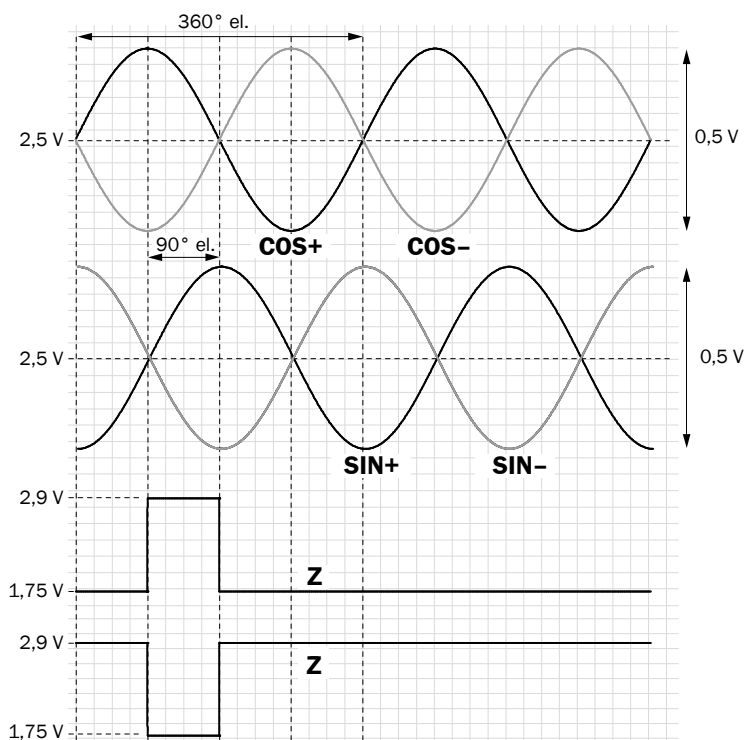 360° el.
2,5 V
0,5 V
COS+ COS–
90° el.
2,5 V
0,5 V
SIN+ SIN–
2,9 V
Z
1,75 V
2,9 V
Z
1,75 V